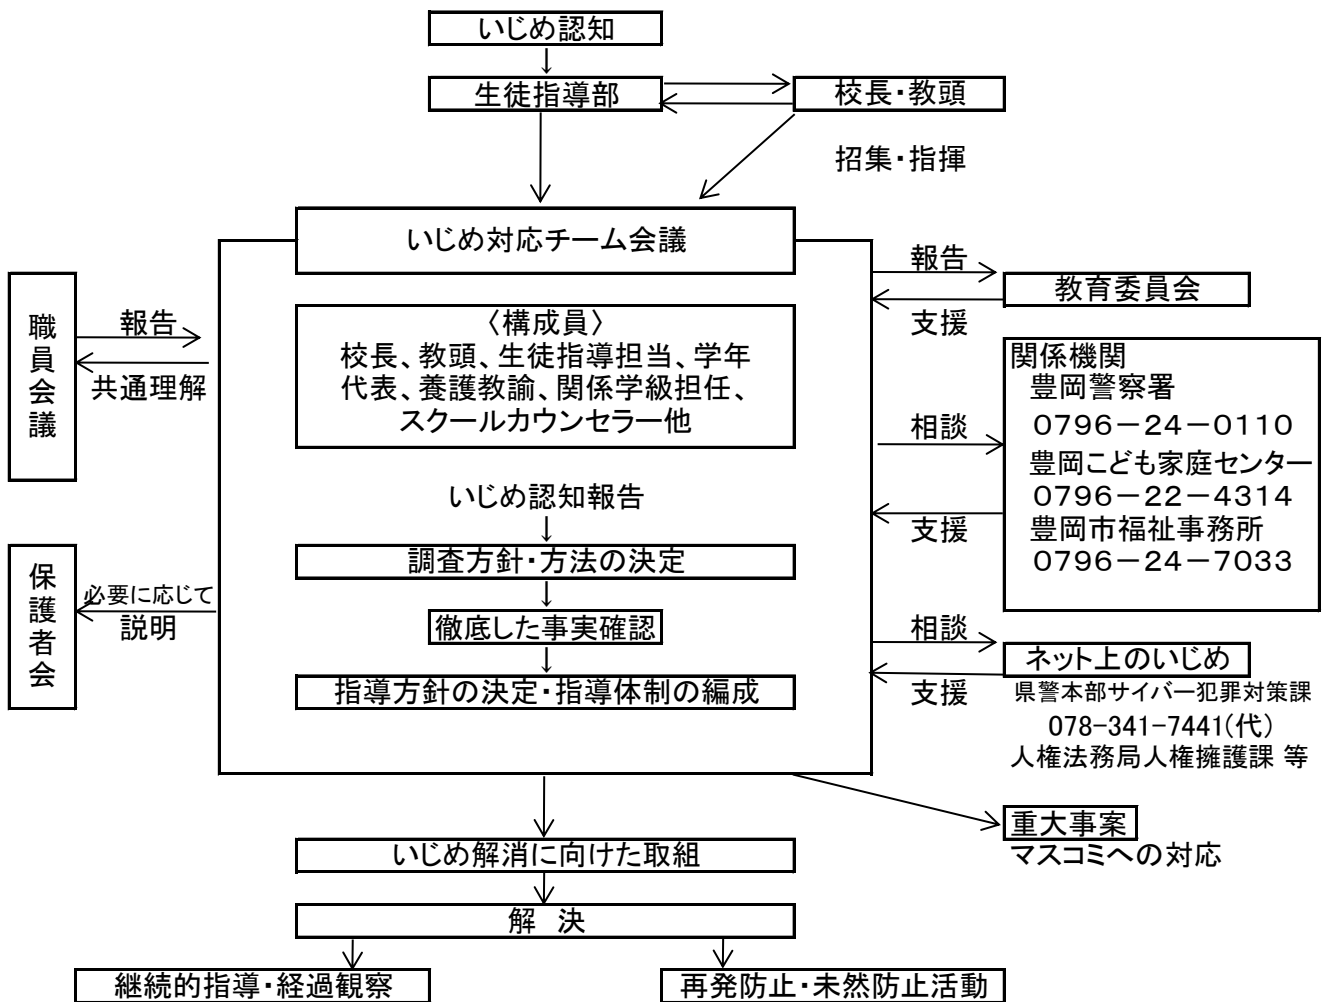 いじめ認知
生徒指導部
校長・教頭
招集・指揮
いじめ対応チーム会議
〈構成員〉
校長、教頭、生徒指導担当、学年
代表、養護教諭、関係学級担任、
スクールカウンセラー他
いじめ認知報告
調査方針・方法の決定
徹底した事実確認
指導方針の決定・指導体制の編成
職員会議
報告
共通理解
保護者会
必要に応じて
説明
報告
教育委員会
支援
関係機関
豊岡警察署
0796-24-0110
豊岡こども家庭センター
0796-22-4314
豊岡市福祉事務所
0796-24-7033
相談
支援
相談
ネット上のいじめ
支援
県警本部サイバー犯罪対策課
078-341-7441(代)
人権法務局人権擁護課 等
重大事案
マスコミへの対応
いじめ解消に向けた取組
解 決
継続的指導・経過観察
再発防止・未然防止活動